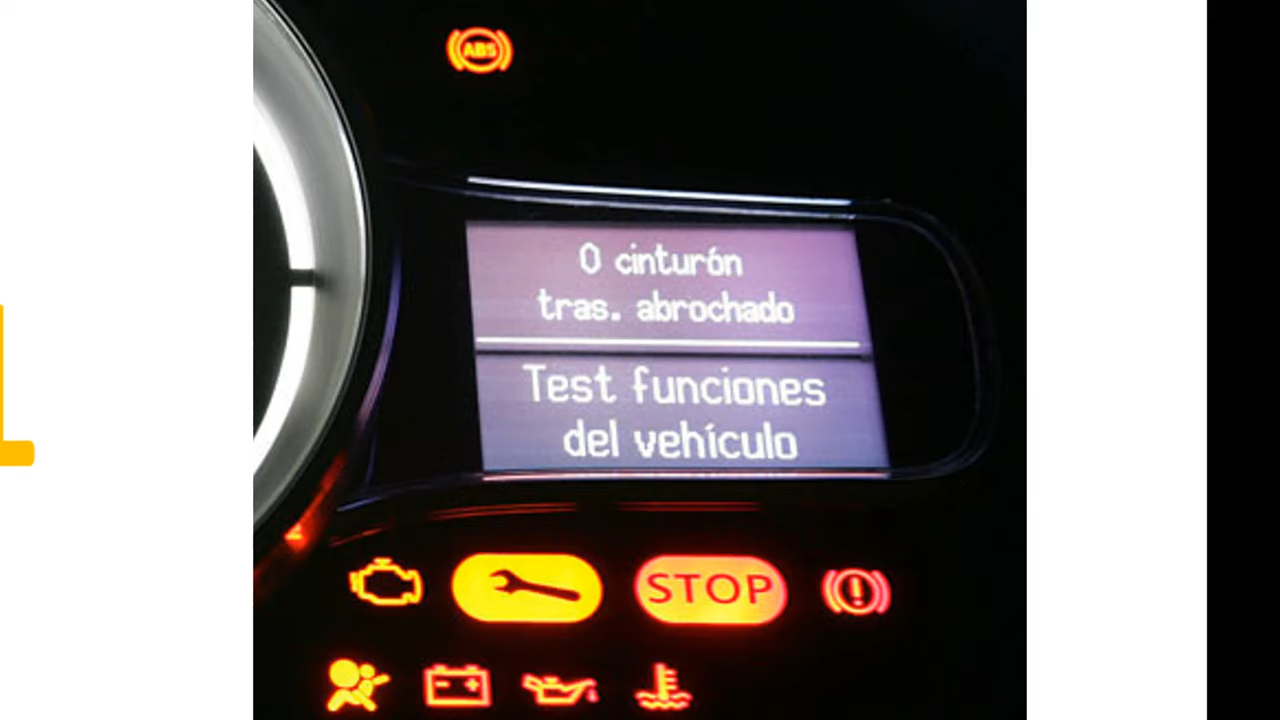 ABS
0 cinturón
tras. abrochado
Test funciones
del vehículo
STOP